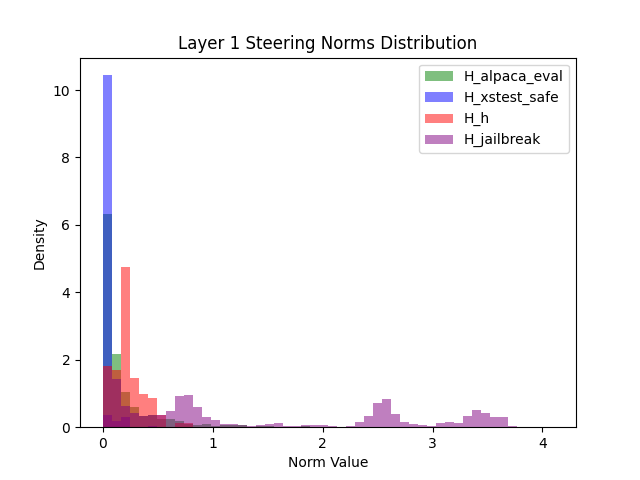 Layer 1 Steering Norms Distribution
H_alpaca_eval
H_xstest_safe
H_h
H_jailbreak
Density
10
8
6
4
2
0
0 1 2 3 4
Norm Value